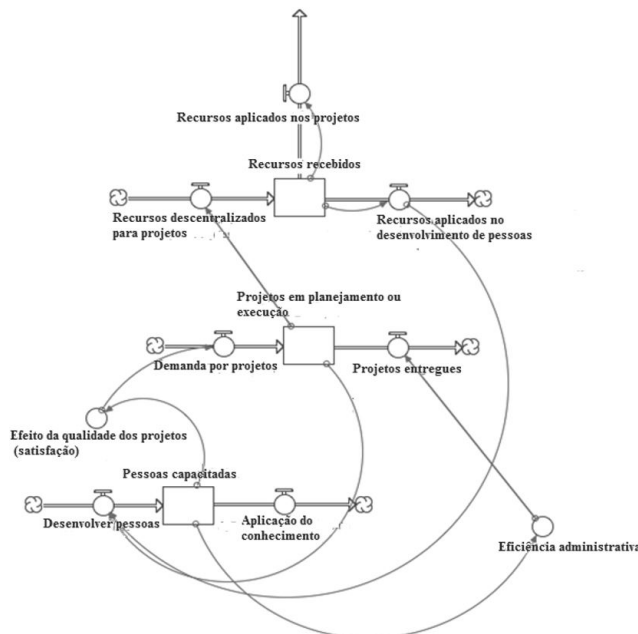 Recursos aplicados nos projetos
Recursos recebidos
Recursos descentralizados
para projetos
Recursos aplicados no
desenvolvimento de pessoas
Projetos em planejamento ou
execução
Demanda por projetos
Projetos entregues
Efeito da qualidade dos projetos
(satisfação)
Pessoas capacitadas
Desenvolver pessoas
Aplicação do
conhecimento
Eficiência administrativa